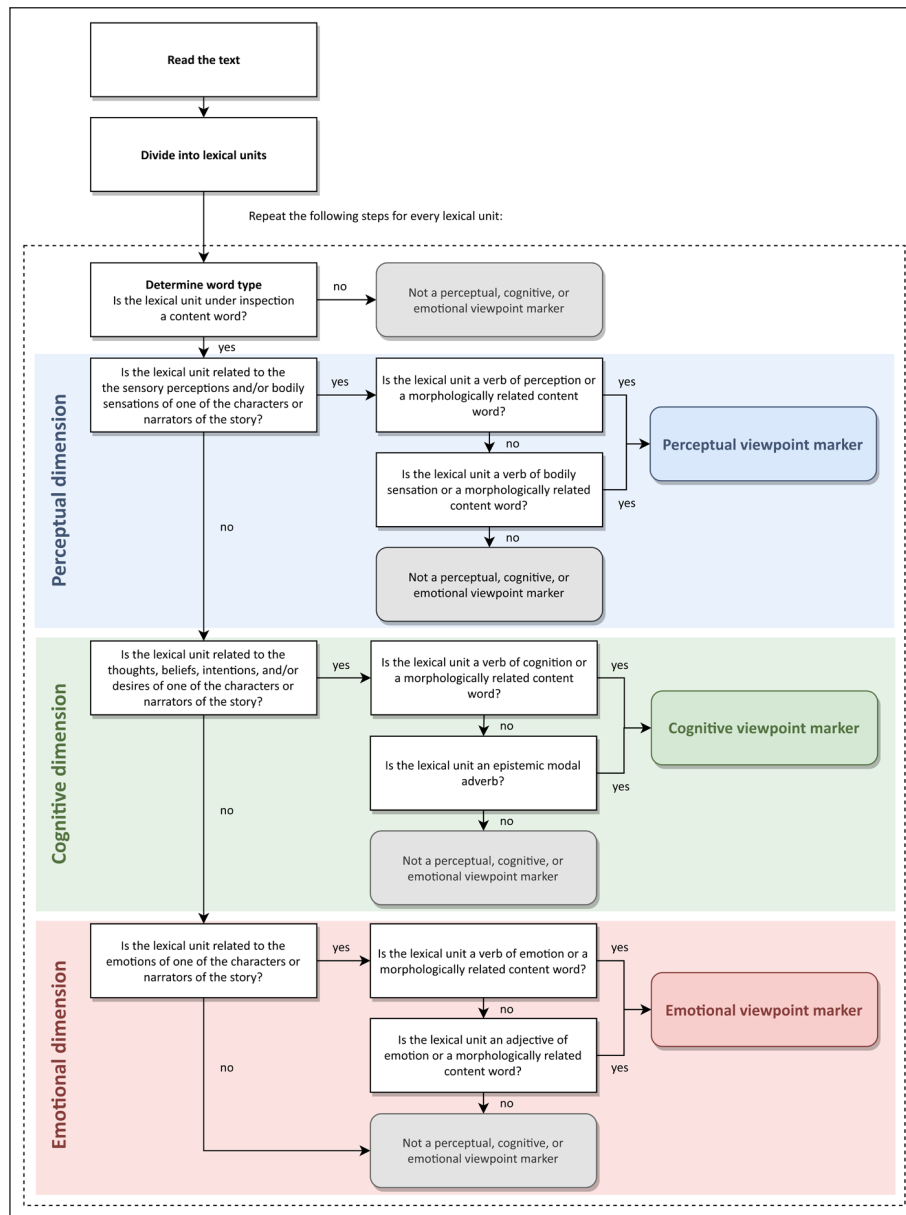 Read the text
Divide into lexical units
Repeat the following steps for every lexical unit:
Determine word type
Is the lexical unit under inspection
a content word?
no
Not a perceptual, cognitive, or
emotional viewpoint marker
yes
Perceptual dimension
Is the lexical unit related to the
the sensory perceptions and/or bodily
sensations of one of the characters or
narrators of the story?
yes
Is the lexical unit a verb of perception or
a morphologically related content
word?
yes
no
Is the lexical unit a verb of bodily
sensation or a morphologically related
content word?
yes
Perceptual viewpoint marker
no
Not a perceptual, cognitive, or
emotional viewpoint marker
no
Cognitive dimension
Is the lexical unit related to the
thoughts, beliefs, intentions, and/or
desires of one of the characters or
narrators of the story?
yes
Is the lexical unit a verb of cognition or
a morphologically related content
word?
yes
no
Is the lexical unit an epistemic modal
adverb?
yes
Cognitive viewpoint marker
no
Not a perceptual, cognitive, or
emotional viewpoint marker
no
Emotional dimension
Is the lexical unit related to the
emotions of one of the characters or
narrators of the story?
yes
Is the lexical unit a verb of emotion or a
morphologically related content word?
yes
no
Is the lexical unit an adjective of
emotion or a morphologically related
content word?
yes
Emotional viewpoint marker
no
Not a perceptual, cognitive, or
emotional viewpoint marker
no